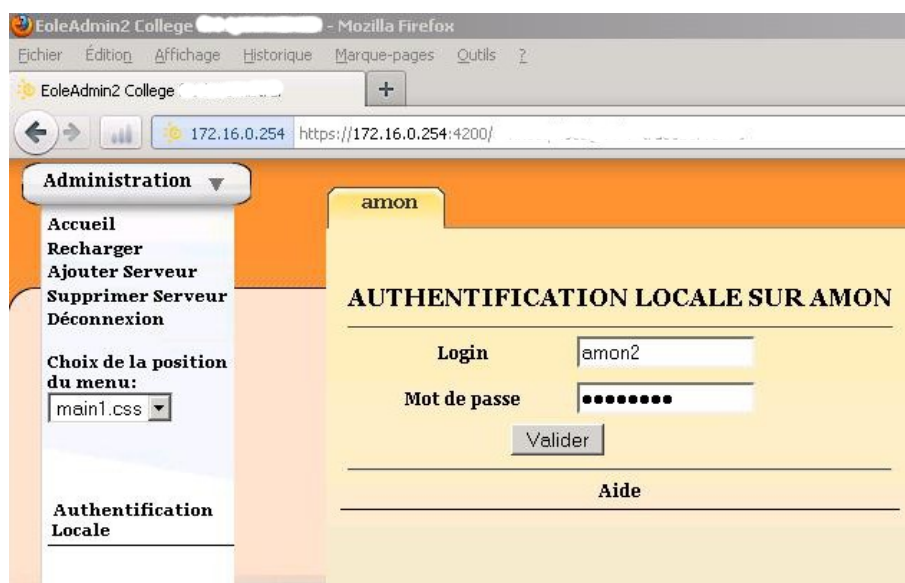 EoleAdmin2 College - Mozilla Firefox
Fichier Édition Affichage Historique Marque-pages Outils ?
EoleAdmin2 College
+
172.16.0.254 https://172.16.0.254:4200/
Administration
Accueil
Recharger
Ajouter Serveur
Supprimer Serveur
Déconnexion
Choix de la position
du menu:
main1.css
Authentification
Locale
amon
AUTHENTIFICATION LOCALE SUR AMON
Login amon2
Mot de passe ••••••••
Valider
Aide